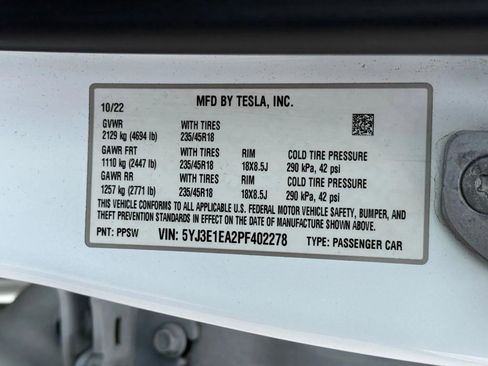 MFD BY TESLA, INC.
10/22
GVWR WITH TIRES
2129 kg (4694 lb) 235/45R18
GAWR FRT WITH TIRES RIM COLD TIRE PRESSURE
1110 kg (2447 lb) 235/45R18 18X8.5J 290 kPa, 42 psi
GAWR RR WITH TIRES RIM COLD TIRE PRESSURE
1257 kg (2771 lb) 235/45R18 18X8.5J 290 kPa, 42 psi
THIS VEHICLE CONFORMS TO ALL APPLICABLE U.S. FEDERAL MOTOR VEHICLE SAFETY, BUMPER, AND
THEFT PREVENTION STANDARDS IN EFFECT ON THE DATE OF MANUFACTURE SHOWN ABOVE.
PNT: PPSW VIN: 5YJ3E1EA2PF402278 TYPE: PASSENGER CAR